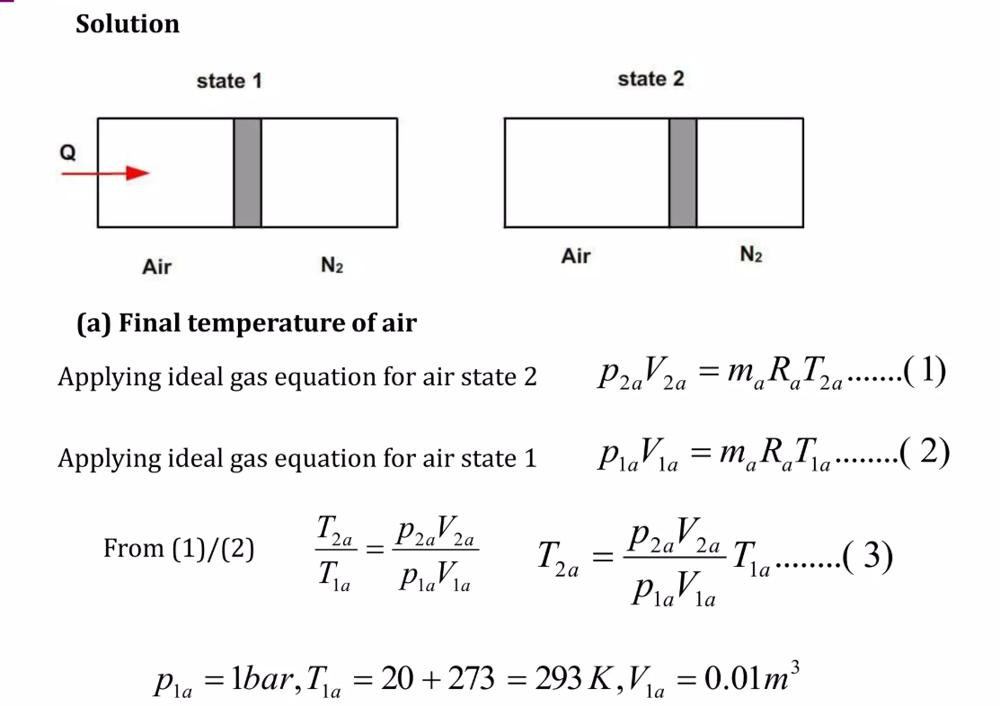 Solution
state 1
state 2
Q
Air
N₂
Air
N₂
(a) Final temperature of air
Applying ideal gas equation for air state 2 p₂ₐV₂ₐ = mₐRₐT₂ₐ.......( 1)
Applying ideal gas equation for air state 1 p₁ₐV₁ₐ = mₐRₐT₁ₐ........( 2)
From (1)/(2) T₂ₐ/T₁ₐ = p₂ₐV₂ₐ/p₁ₐV₁ₐ T₂ₐ = p₂ₐV₂ₐ/p₁ₐV₁ₐ T₁ₐ........( 3)
p₁ₐ = 1bar, T₁ₐ = 20 + 273 = 293 K, V₁ₐ = 0.01m³